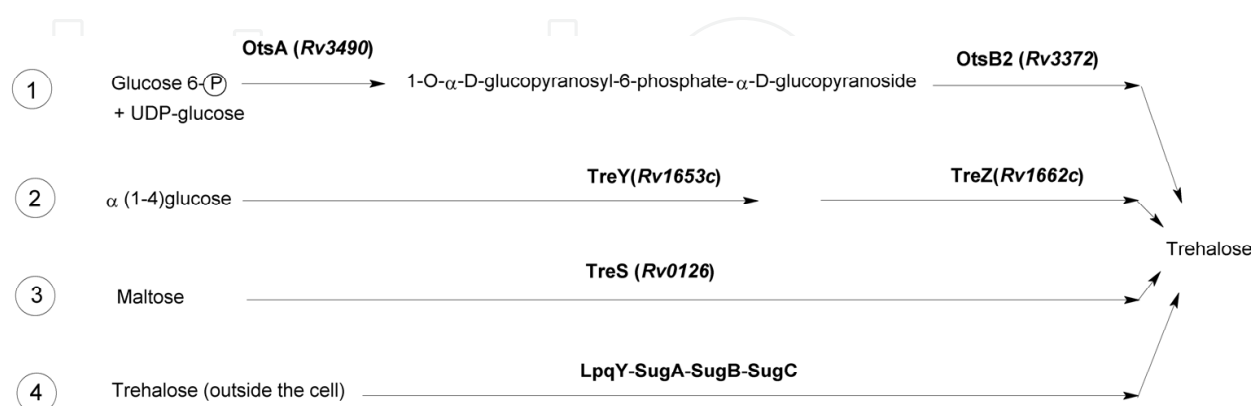 OtsA (Rv3490)
OtsB2 (Rv3372)
1 Glucose 6-P 1-O-α-D-glucopyranosyl-6-phosphate-α-D-glucopyranoside
+ UDP-glucose
TreY(Rv1653c) TreZ(Rv1662c)
2 α (1-4)glucose
Trehalose
TreS (Rv0126)
3 Maltose
LpqY-SugA-SugB-SugC
4 Trehalose (outside the cell)